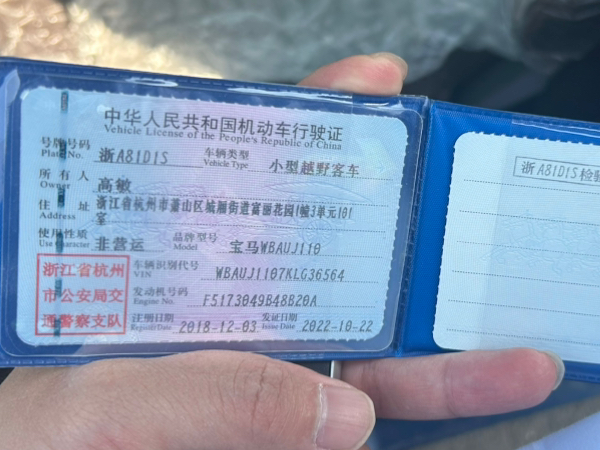 中华人民共和国机动车行驶证
Vehicle License of the People's Republic of China
号牌号码 Plate No. 浙A81D1S 车辆类型 Vehicle Type 小型越野客车
所有人 Owner 高敏
住址 Address 浙江省杭州市萧山区城厢街道富丽花园1幢3单元101
室
使用性质 Use Character 非营运 品牌型号 Model 宝马WBAUJ110
浙江省杭州
市公安局交
通警察支队
车辆识别代号 VIN WBAUJ1107KLG36564
发动机号码 Engine No. F5173049B48B20A
注册日期 Register Date 2018-12-03 发证日期 Issue Date 2022-10-22
浙A81D1S检验